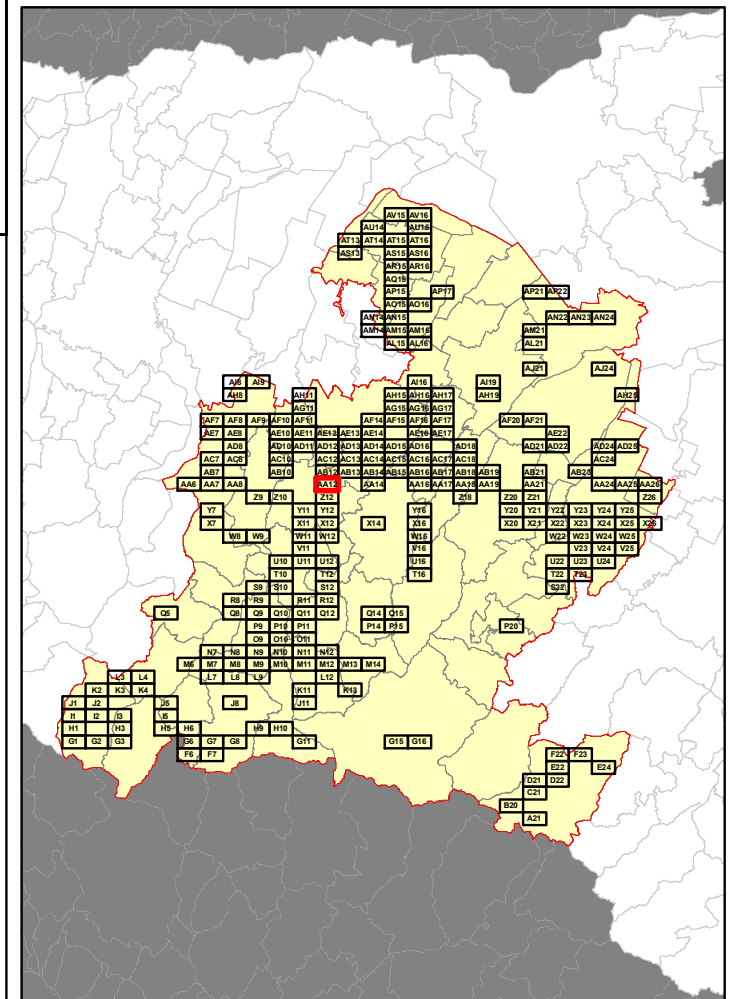 AV15 AV16
AU14 AU16
AT13 AT14 AT15 AT16
AS13 AS15 AS16
AR15 AR16
AQ15
AP15 AP17 AP21 AP22
AO15 AO16
AN14 AN15 AN22 AN23 AN24
AM14 AM15 AM16 AM21
AL15 AL16 AL21
AJ21 AJ24
AI8 AI9 AI16 AI19
AH8 AH11 AH15 AH16 AH17 AH19 AH25
AG11 AG15 AG16 AG17
AF7 AF8 AF9 AF10 AF11 AF14 AF15 AF16 AF17 AF20 AF21
AE7 AE8 AE10 AE11 AE12 AE13 AE14 AE16 AE17 AE22
AD8 AD10 AD11 AD12 AD13 AD14 AD15 AD16 AD18 AD21 AD22 AD24 AD25
AC7 AC8 AC10 AC12 AC13 AC14 AC15 AC16 AC17 AC18 AC24
AB7 AB10 AB12 AB13 AB14 AB15 AB16 AB17 AB18 AB19 AB21 AB23
AA6 AA7 AA8 AA12 AA14 AA16 AA17 AA18 AA19 AA21 AA24 AA25 AA26
Z9 Z10 Z12 Z18 Z20 Z21 Z26
Y7 Y11 Y12 Y16 Y20 Y21 Y22 Y23 Y24 Y25
X7 X11 X12 X14 X16 X20 X21 X22 X23 X24 X25 X26
W8 W9 W11 W12 W16 W22 W23 W24 W25
V11 V16 V23 V24 V25
U10 U11 U12 U16 U22 U23 U24
T10 T12 T16 T22 T23
S9 S10 S12 S22
R8 R9 R11 R12
Q5 Q8 Q9 Q10 Q11 Q12 Q14 Q15
P9 P10 P11 P14 P15 P20
O9 O10 O11
N7 N8 N9 N10 N11 N12
M6 M7 M8 M9 M10 M11 M12 M13 M14
L3 L4 L7 L8 L9 L12
K2 K3 K4 K11 K13
J1 J2 J5 J8 J11
I1 I2 I3 I5
H1 H3 H5 H6 H9 H10
G1 G2 G3 G6 G7 G8 G11 G15 G16
F6 F7 F22 F23
E22 E24
D21 D22
C21
B20
A21